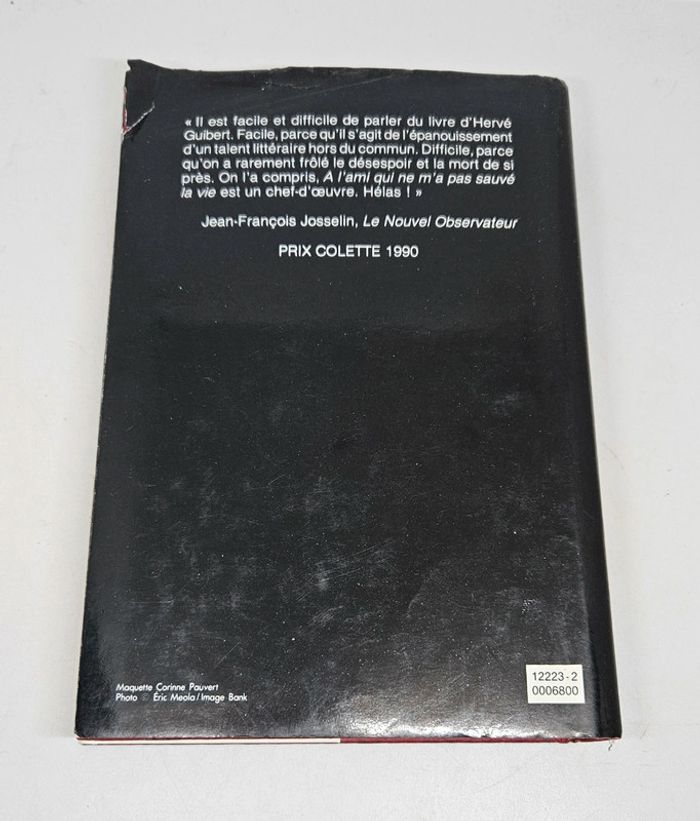 « Il est facile et difficile de parler du livre d'Hervé
Guibert. Facile, parce qu'il s'agit de l'épanouissement
d'un talent littéraire hors du commun. Difficile, parce
qu'on a rarement frôlé le désespoir et la mort de si
près. On l'a compris, A l'ami qui ne m'a pas sauvé
la vie est un chef-d'œuvre. Hélas ! »
Jean-François Josselin, Le Nouvel Observateur
PRIX COLETTE 1990
Maquette Corinne Pauvert
Photo © Éric Meola / Image Bank
12223-2
0006800